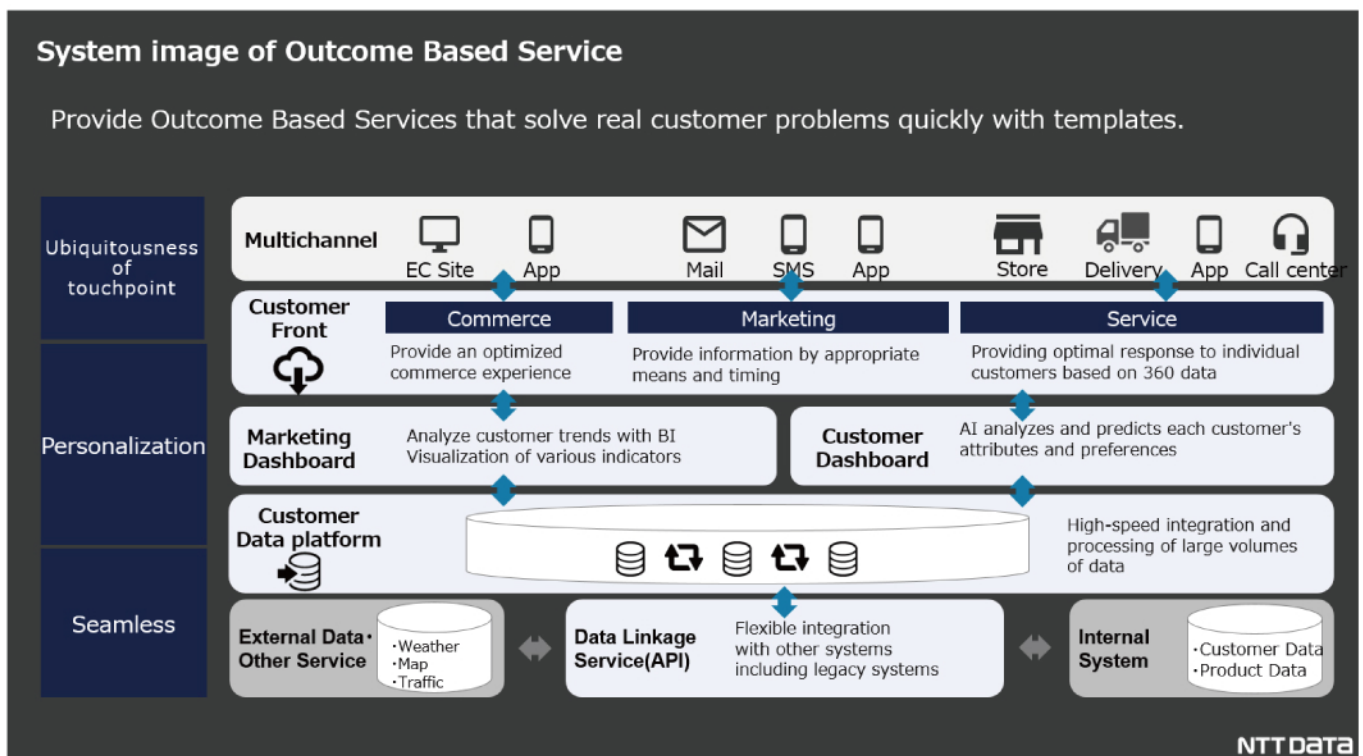 System image of Outcome Based Service
Provide Outcome Based Services that solve real customer problems quickly with templates.
Ubiquitousness
of
touchpoint
Personalization
Seamless
Multichannel
EC Site
App
Mail
SMS
App
Store
Delivery
App
Call center
Customer
Front
Commerce
Provide an optimized
commerce experience
Marketing
Provide information by appropriate
means and timing
Service
Providing optimal response to individual
customers based on 360 data
Marketing
Dashboard
Analyze customer trends with BI
Visualization of various indicators
Customer
Dashboard
AI analyzes and predicts each customer's
attributes and preferences
Customer
Data platform
High-speed integration and
processing of large volumes
of data
External Data・
Other Service
・Weather
・Map
・Traffic
Data Linkage
Service(API)
Flexible integration
with other systems
including legacy systems
Internal
System
・Customer Data
・Product Data
NTT DATA